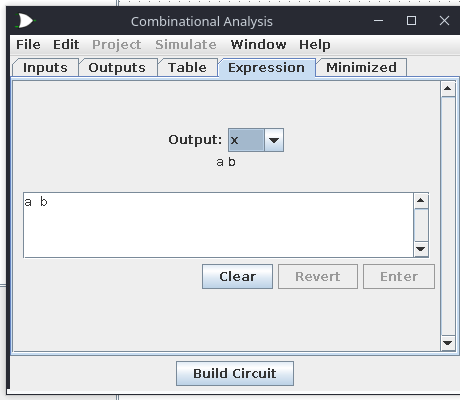 Combinational Analysis
File Edit Project Simulate Window Help
Inputs Outputs Table Expression Minimized
Output: x
a b
a b
Clear Revert Enter
Build Circuit